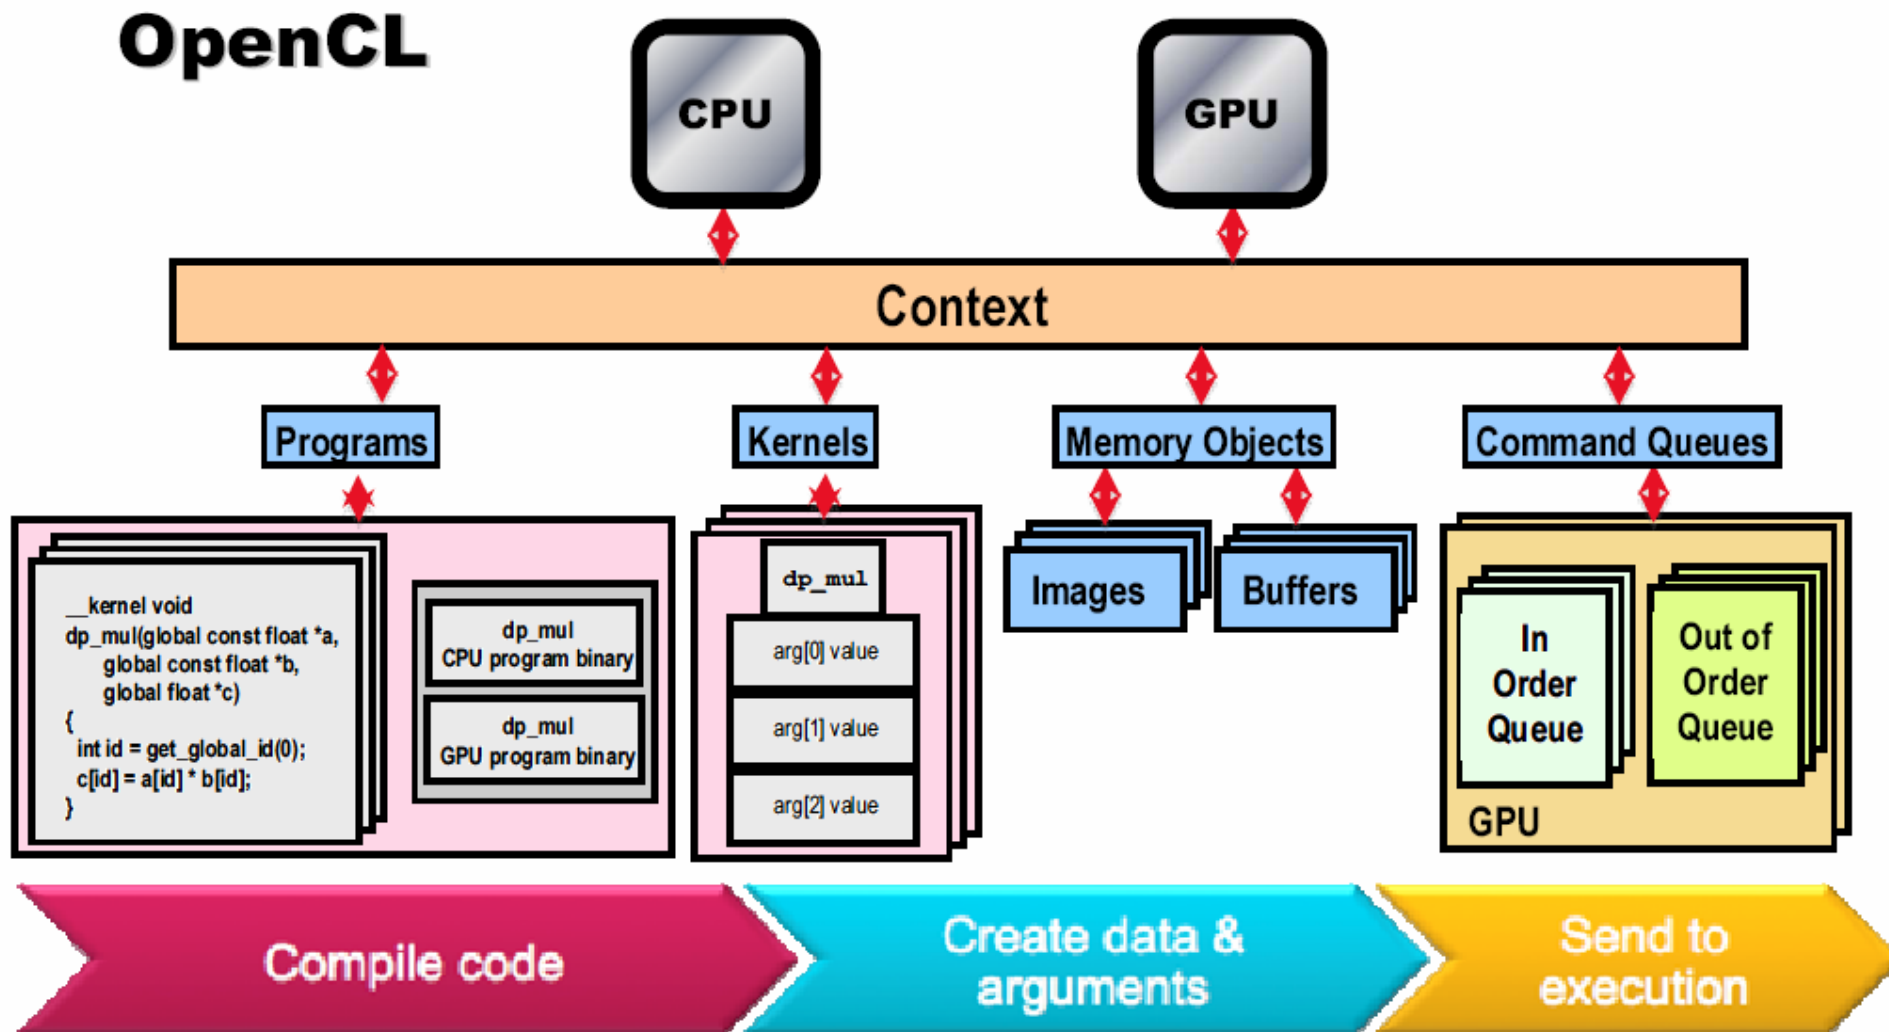 OpenCL
CPU
GPU
Context
Programs
Kernels
Memory Objects
Command Queues
__kernel void
dp_mul(global const float *a,
global const float *b,
global float *c)
{
int id = get_global_id(0);
c[id] = a[id] * b[id];
}
dp_mul
CPU program binary
dp_mul
GPU program binary
dp_mul
arg[0] value
arg[1] value
arg[2] value
Images
Buffers
In
Order
Queue
Out of
Order
Queue
GPU
Compile code
Create data &
arguments
Send to
execution